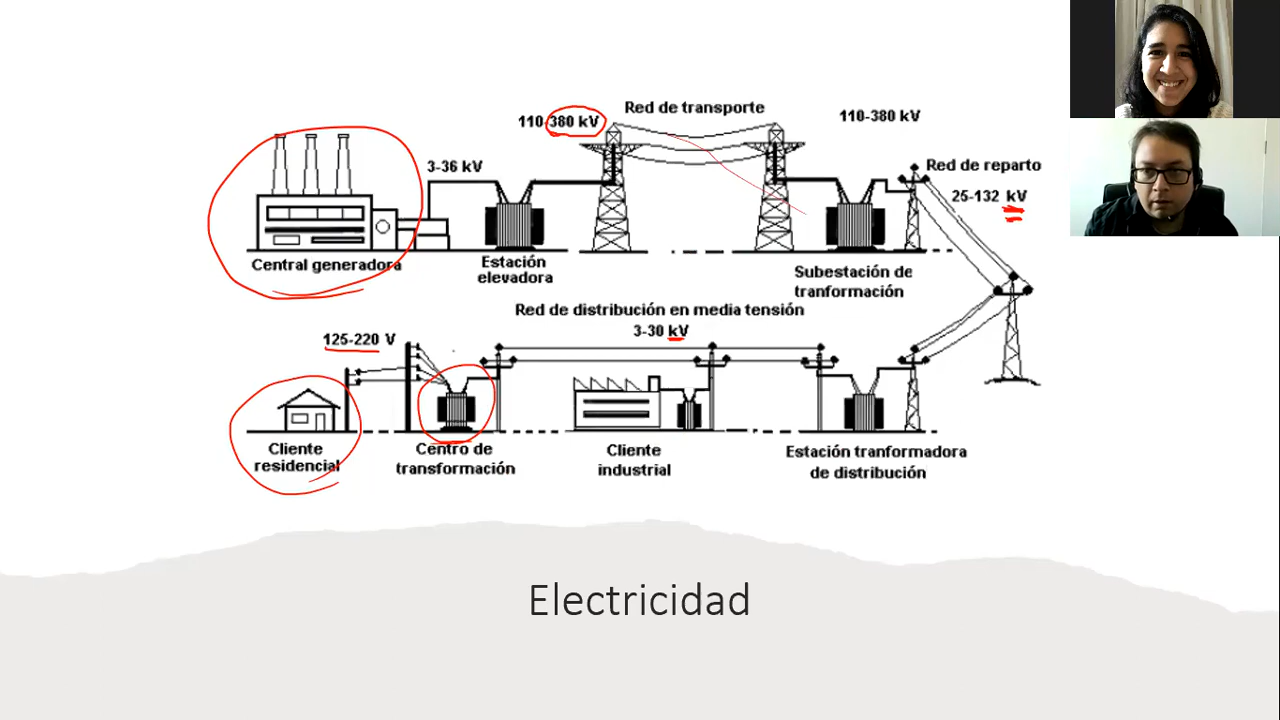 Red de transporte
110-380 kV
110-380 kV
3-36 kV
Red de reparto
25-132 kV
Central generadora
Estación
elevadora
Subestación de
tranformación
Red de distribución en media tensión
3-30 kV
125-220 V
Cliente
residencial
Centro de
transformación
Cliente
industrial
Estación tranformadora
de distribución
Electricidad